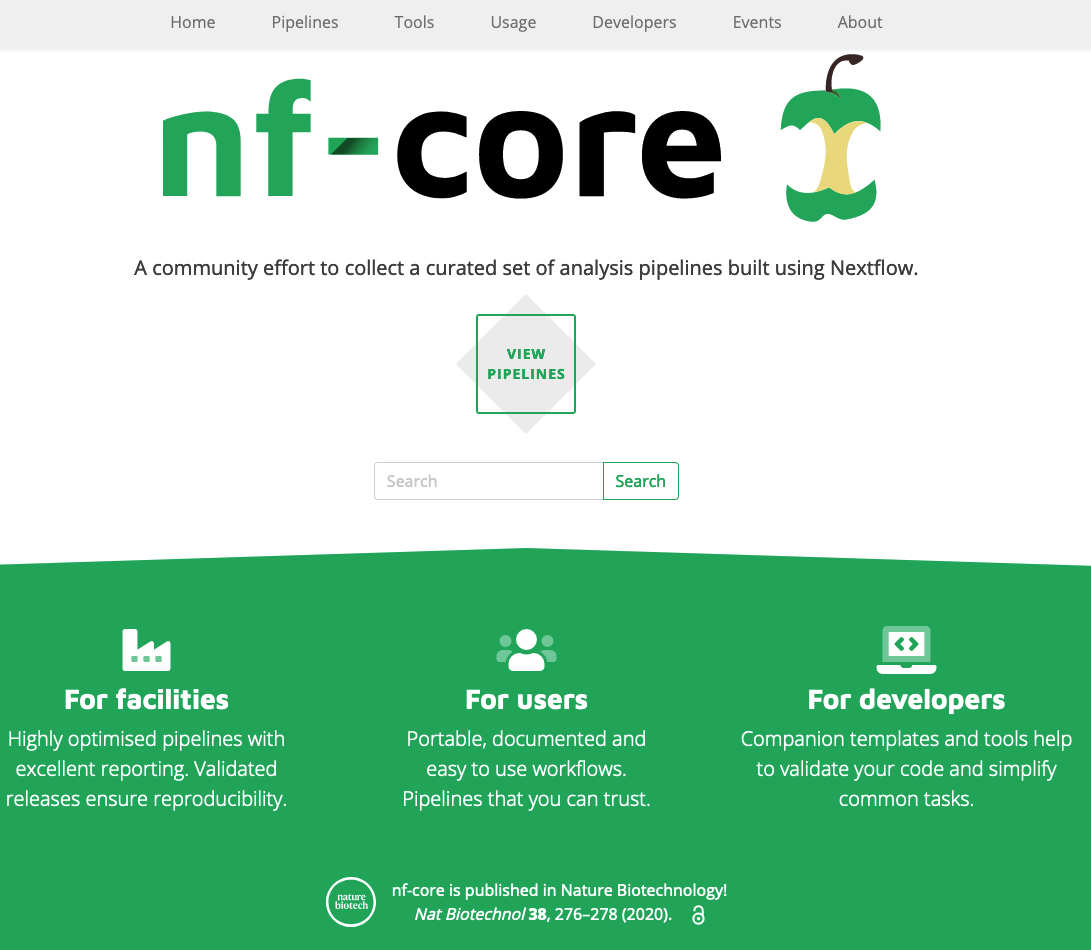 Home Pipelines Tools Usage Developers Events About
nf-core
A community effort to collect a curated set of analysis pipelines built using Nextflow.
VIEW
PIPELINES
Search Search
For facilities
Highly optimised pipelines with
excellent reporting. Validated
releases ensure reproducibility.
For users
Portable, documented and
easy to use workflows.
Pipelines that you can trust.
For developers
Companion templates and tools help
to validate your code and simplify
common tasks.
nature
biotech
nf-core is published in Nature Biotechnology!
Nat Biotechnol 38, 276–278 (2020).